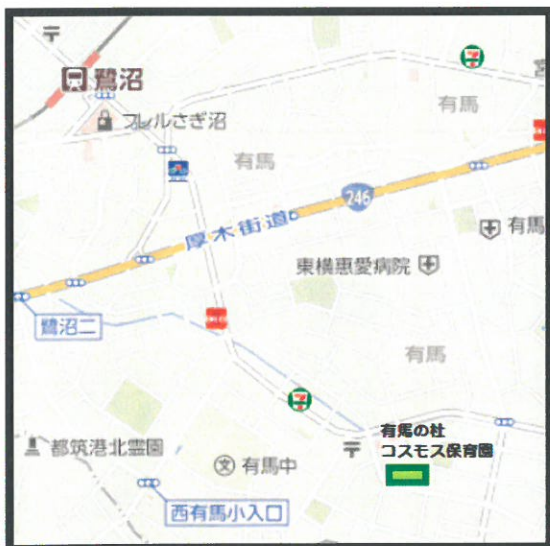 鷺沼
フレルさぎ沼
有馬
宮
有馬
246
厚木街道
有馬
東横惠愛病院
鷺沼二
有馬
有馬の杜
コスモス保育園
都筑港北霊園
有馬中
西有馬小入口